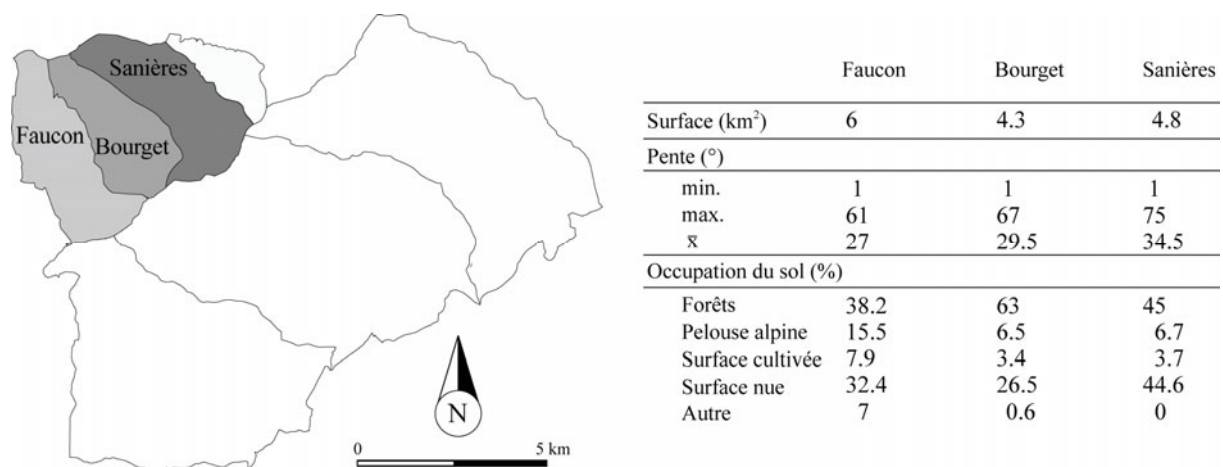 Sanières
Faucon
Bourget
N
0 5 km
Faucon Bourget Sanières
Surface (km²) 6 4.3 4.8
Pente (°)
min. 1 1 1
max. 61 67 75
x̅ 27 29.5 34.5
Occupation du sol (%)
Forêts 38.2 63 45
Pelouse alpine 15.5 6.5 6.7
Surface cultivée 7.9 3.4 3.7
Surface nue 32.4 26.5 44.6
Autre 7 0.6 0